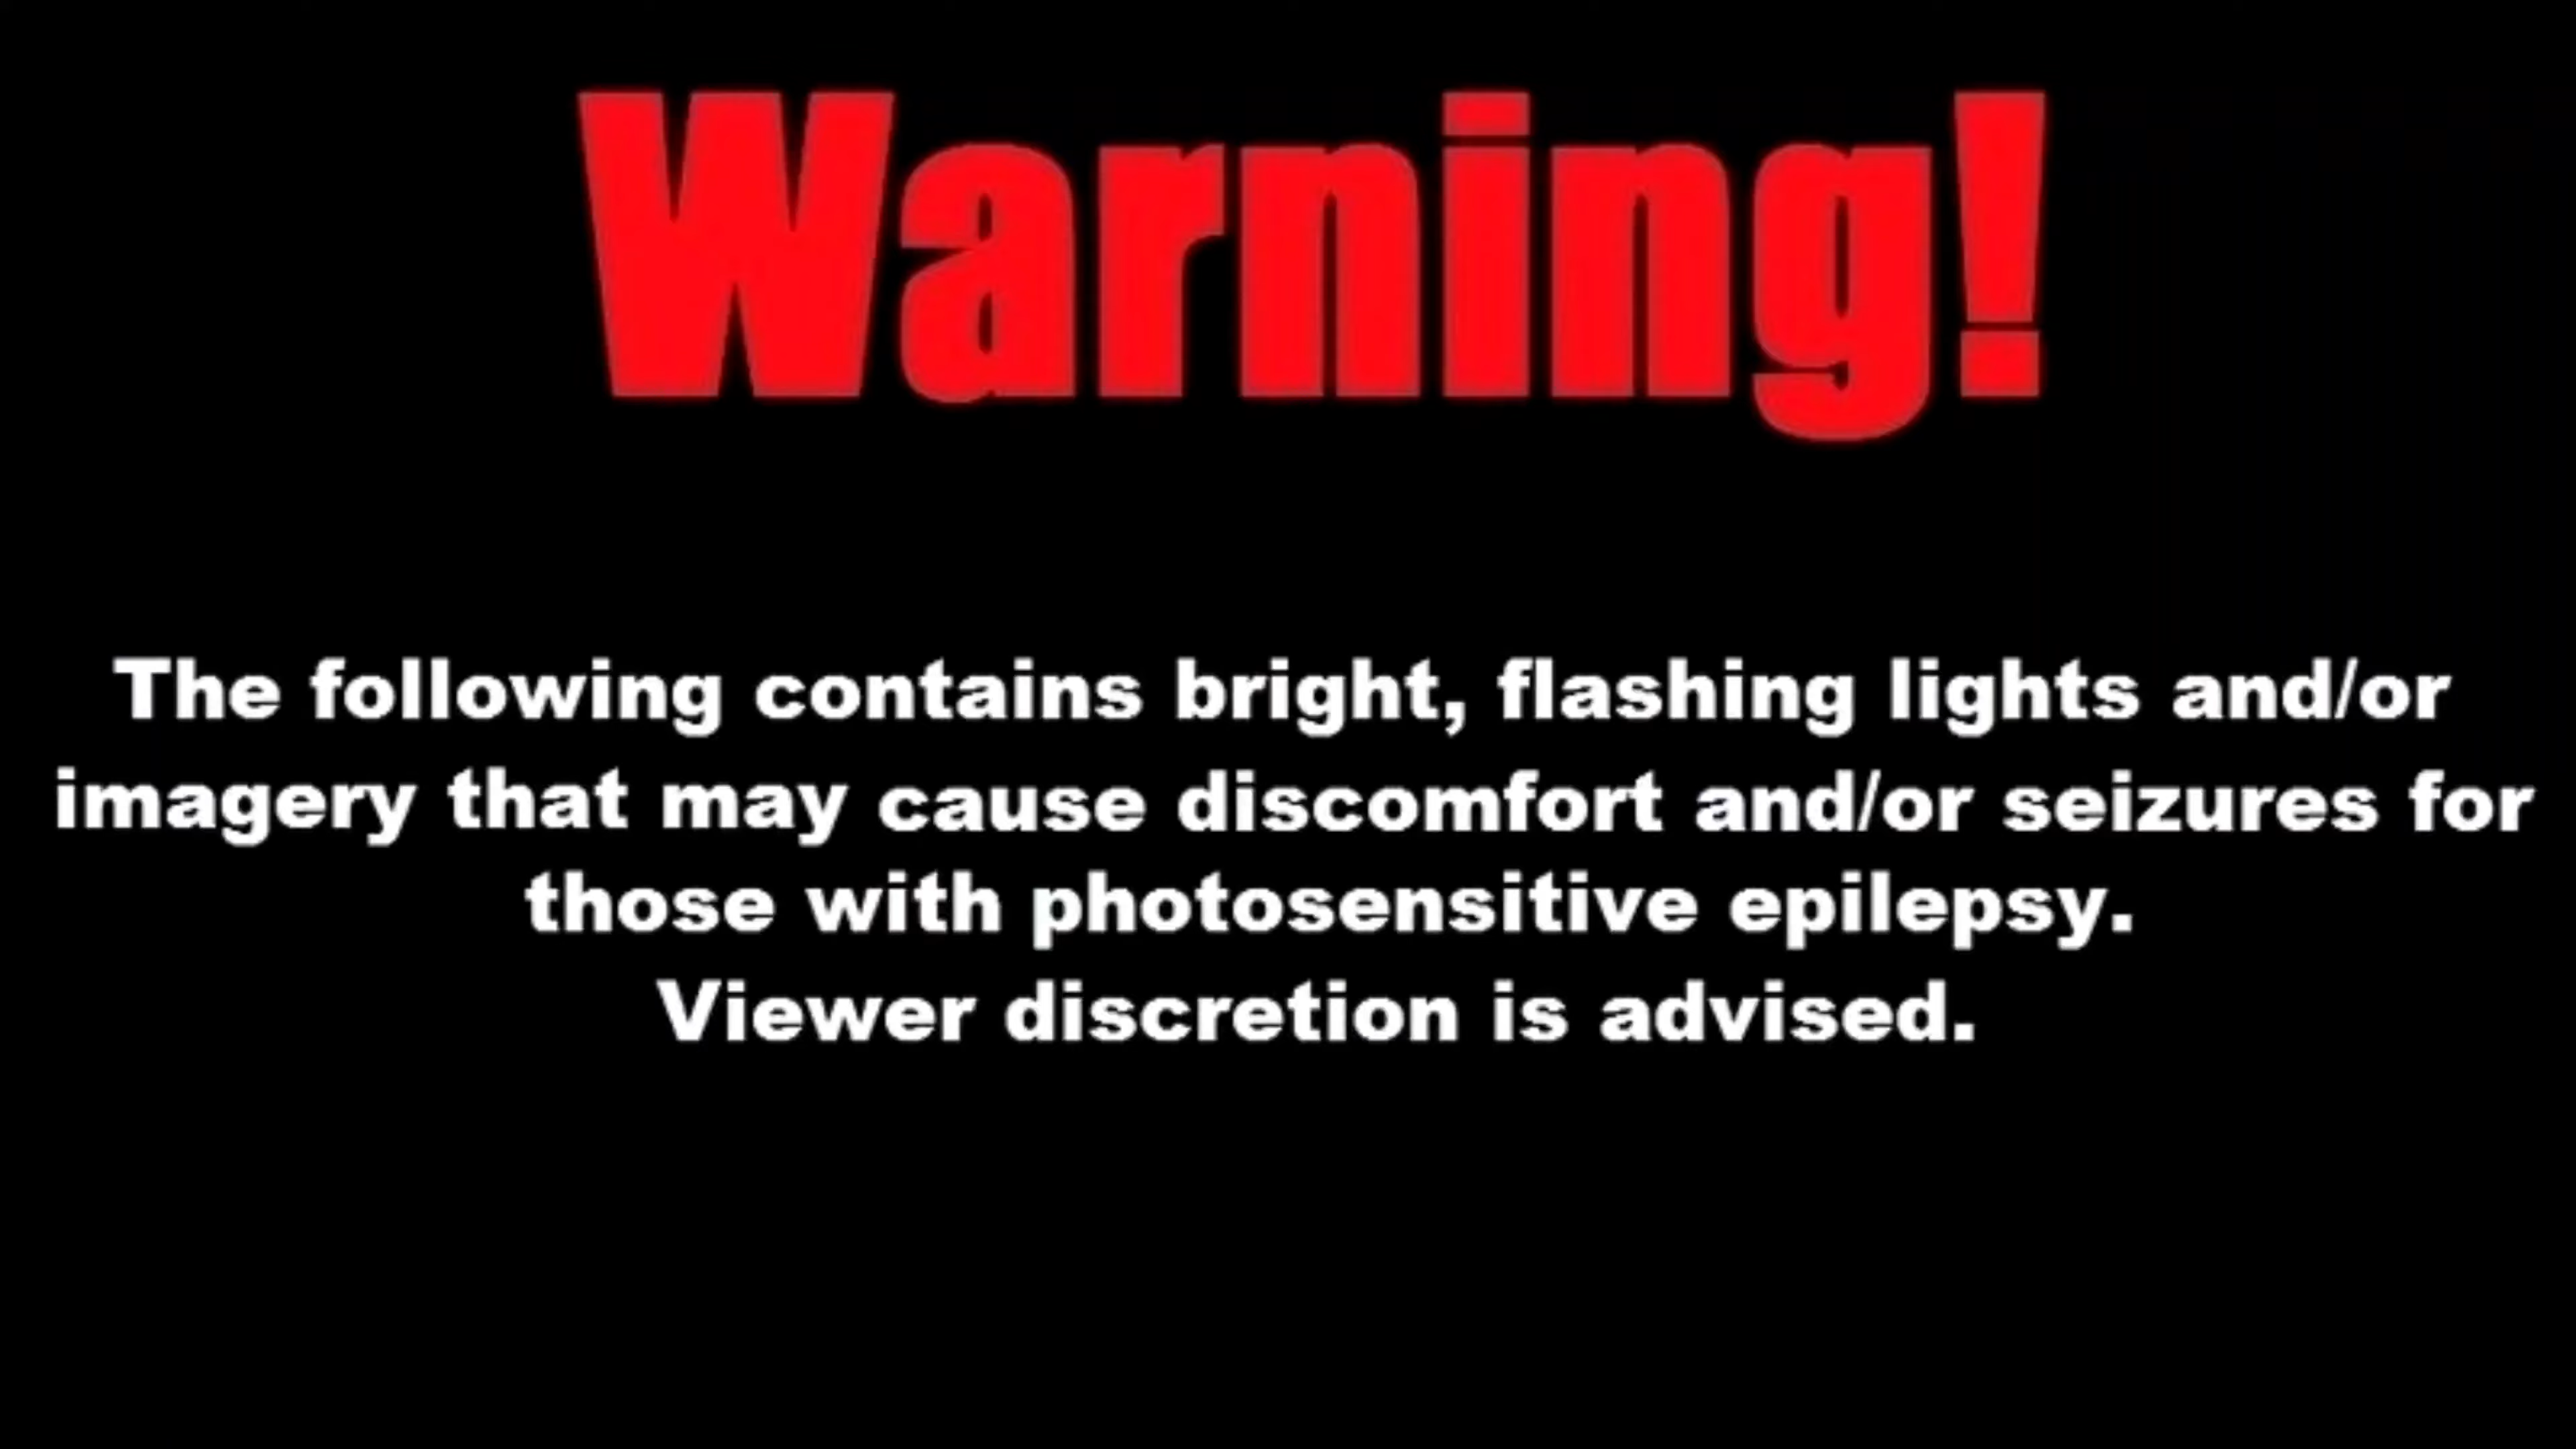 Warning!
The following contains bright, flashing lights and/or
imagery that may cause discomfort and/or seizures for
those with photosensitive epilepsy.
Viewer discretion is advised.